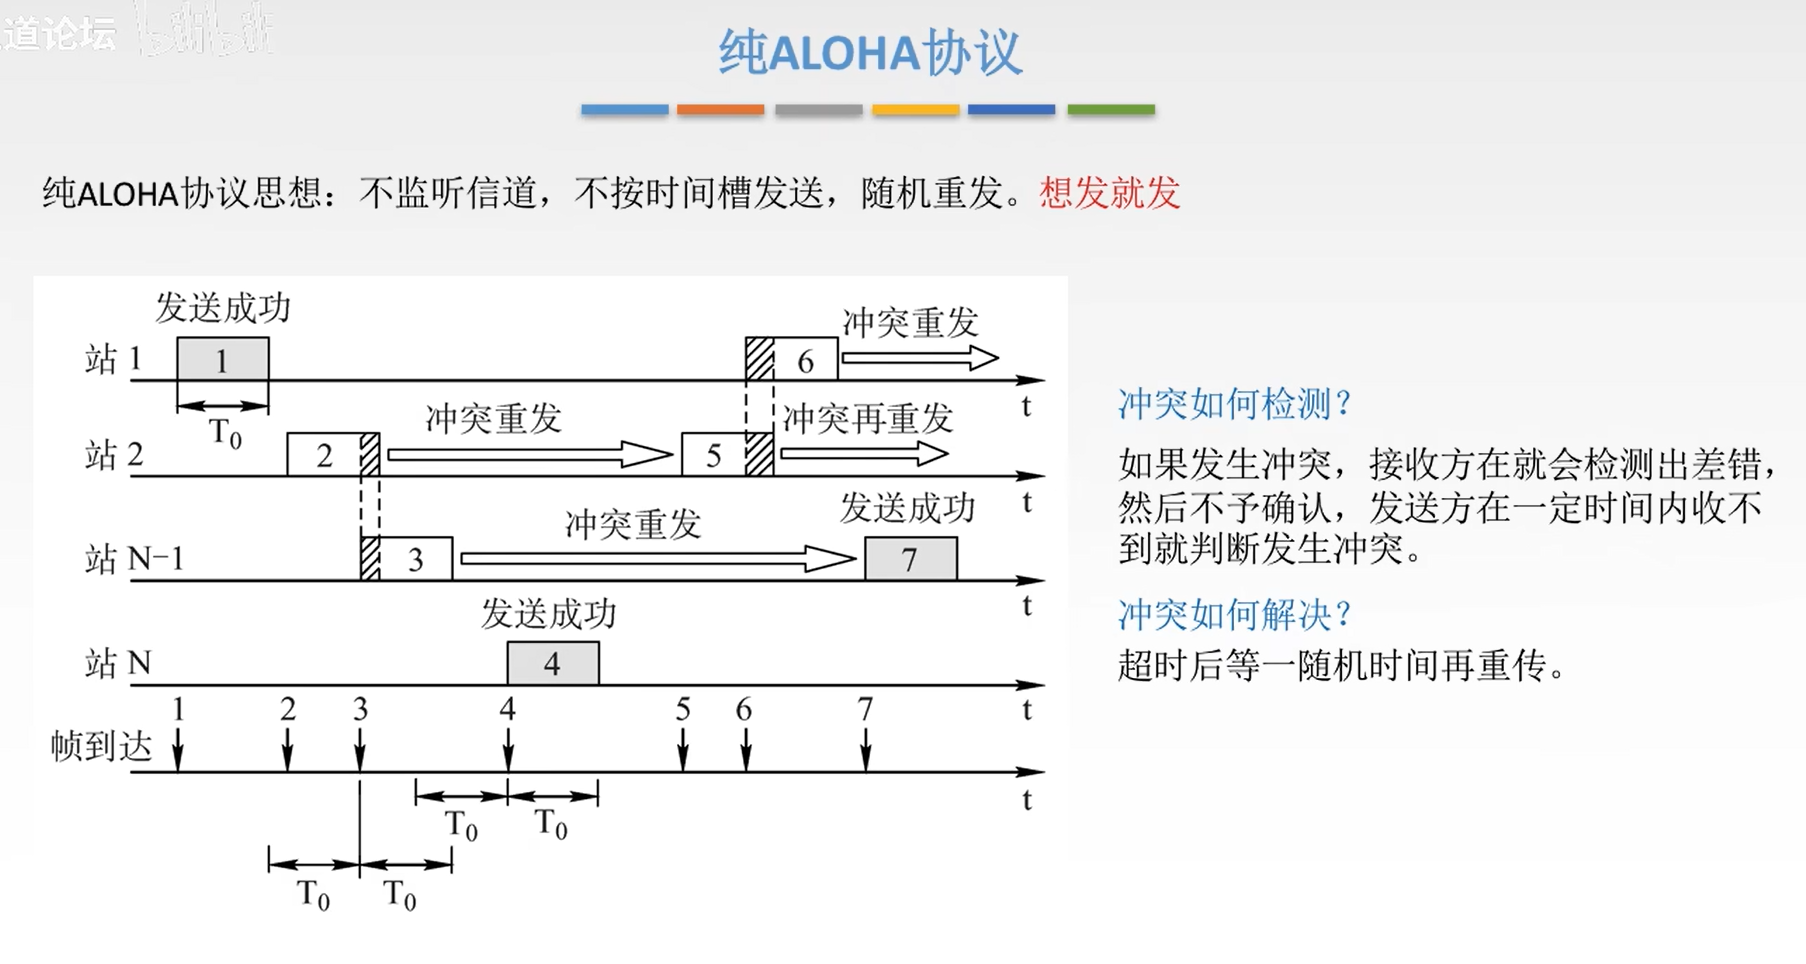 道论坛 bilibili
纯ALOHA协议
纯ALOHA协议思想：不监听信道，不按时间槽发送，随机重发。想发就发
发送成功
冲突重发
站 1
1
6
t
T0
冲突重发
冲突再重发
站 2
2
5
t
冲突重发
发送成功
站 N-1
3
7
t
发送成功
站 N
4
1 2 3 4 5 6 7 t
帧到达
t
T0 T0
T0 T0
冲突如何检测？
如果发生冲突，接收方在就会检测出差错，
然后不予确认，发送方在一定时间内收不
到就判断发生冲突。
冲突如何解决？
超时后等一随机时间再重传。